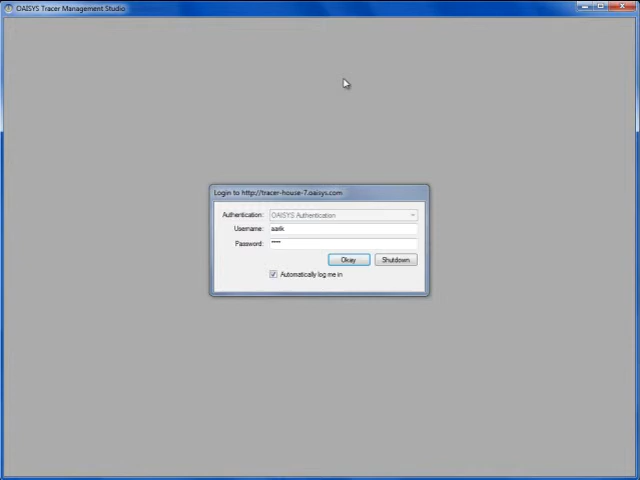 OAISYS Tracer Management Studio
Login to http://tracer-house-7.oaisys.com
Authentication: OAISYS Authentication
Username: aarik
Password: ****
Okay Shutdown
Automatically log me in